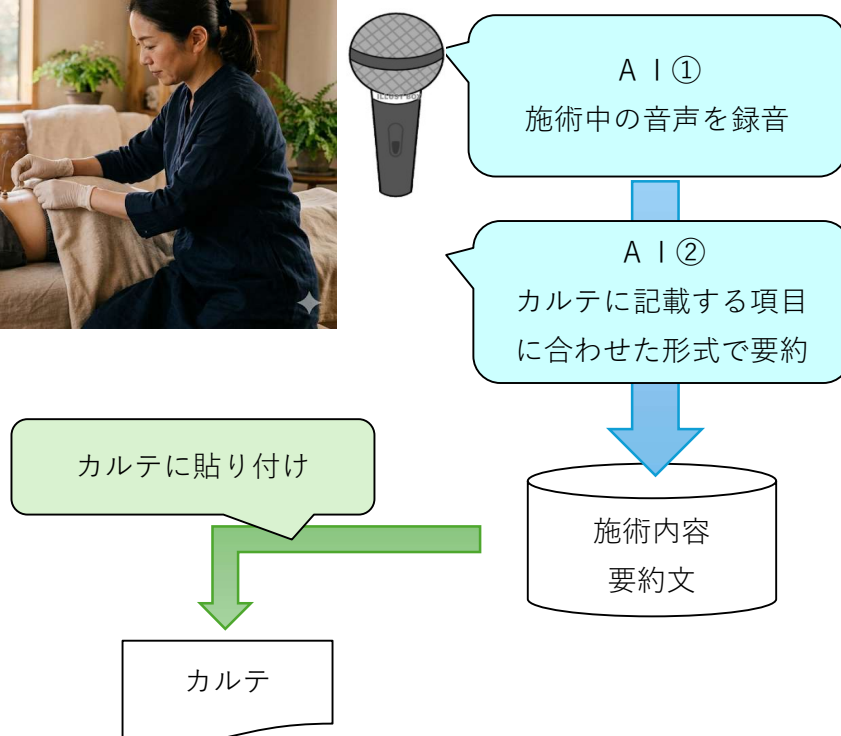 ＡＩ①
施術中の音声を録音
ＡＩ②
カルテに記載する項目
に合わせた形式で要約
カルテに貼り付け
施術内容
要約文
カルテ